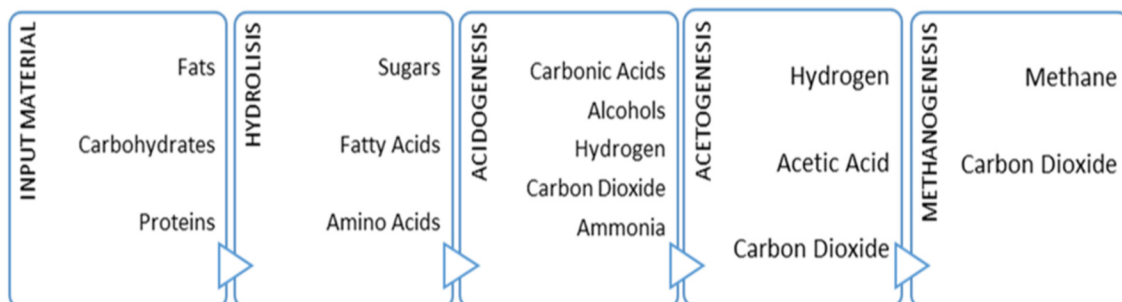 INPUT MATERIAL
Fats
Carbohydrates
Proteins
HYDROLISIS
Sugars
Fatty Acids
Amino Acids
ACIDOGENESIS
Carbonic Acids
Alcohols
Hydrogen
Carbon Dioxide
Ammonia
ACETOGENESIS
Hydrogen
Acetic Acid
Carbon Dioxide
METHANOGENESIS
Methane
Carbon Dioxide